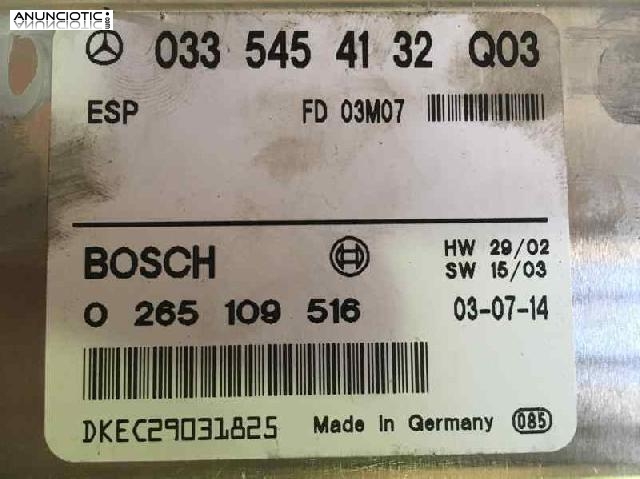 ANUNCIOTIC.com
033 545 41 32 Q03
ESP FD 03M07
BOSCH HW 29/02
SW 15/03
0 265 109 516 03-07-14
DKEC29031825 Made in Germany 085